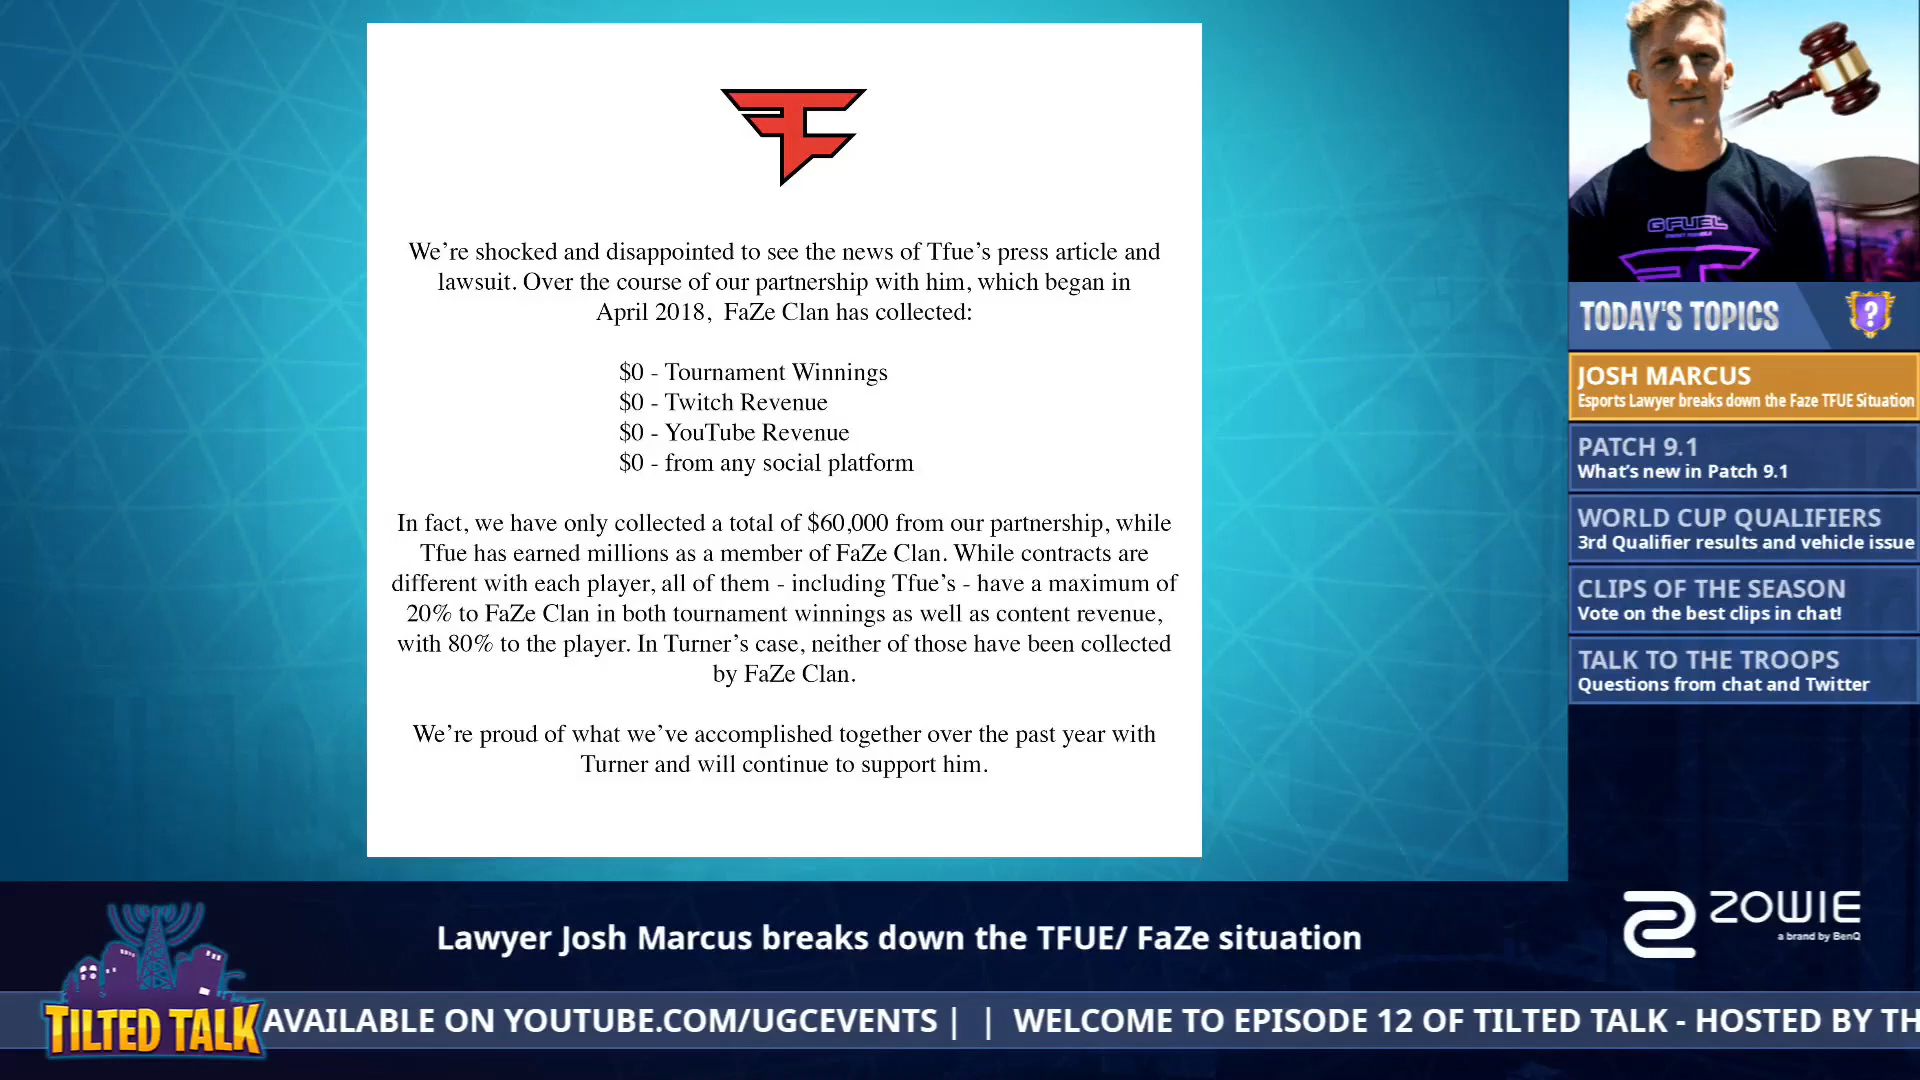 We’re shocked and disappointed to see the news of Tfue’s press article and
lawsuit. Over the course of our partnership with him, which began in
April 2018,  FaZe Clan has collected:
$0 - Tournament Winnings
$0 - Twitch Revenue
$0 - YouTube Revenue
$0 - from any social platform
In fact, we have only collected a total of $60,000 from our partnership, while
Tfue has earned millions as a member of FaZe Clan. While contracts are
different with each player, all of them - including Tfue’s - have a maximum of
20% to FaZe Clan in both tournament winnings as well as content revenue,
with 80% to the player. In Turner’s case, neither of those have been collected
by FaZe Clan.
We’re proud of what we’ve accomplished together over the past year with
Turner and will continue to support him.
G FUEL
TODAY'S TOPICS
?
JOSH MARCUS
Esports Lawyer breaks down the Faze TFUE Situation
PATCH 9.1
What's new in Patch 9.1
WORLD CUP QUALIFIERS
3rd Qualifier results and vehicle issue
CLIPS OF THE SEASON
Vote on the best clips in chat!
TALK TO THE TROOPS
Questions from chat and Twitter
Lawyer Josh Marcus breaks down the TFUE/ FaZe situation
ZOWIE
a brand by BenQ
TILTED TALK
AVAILABLE ON YOUTUBE.COM/UGCEVENTS | | WELCOME TO EPISODE 12 OF TILTED TALK - HOSTED BY TH